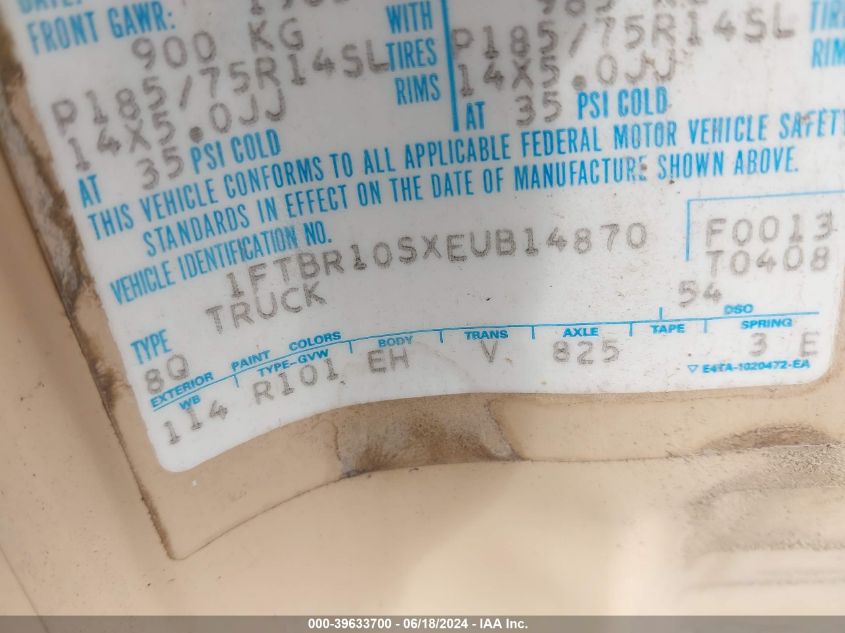 FRONT GAWR:
900 KG WITH
P185/75R14SL TIRES P185/75R14SL TIRE
14X5.0JJ RIMS 14X5.0JJ RIMS
AT 35 PSI COLD AT 35 PSI COLD
THIS VEHICLE CONFORMS TO ALL APPLICABLE FEDERAL MOTOR VEHICLE SAFETY
STANDARDS IN EFFECT ON THE DATE OF MANUFACTURE SHOWN ABOVE.
VEHICLE IDENTIFICATION NO.
1FTBR10SXEUB14870 F0013
TYPE TRUCK T0408
8Q 54
EXTERIOR PAINT COLORS DSO
WB TYPE-GVW BODY TRANS AXLE TAPE SPRING
114 R101 EH V 825 3 E
▽ E4TA-1020472-EA
000-39633700 - 06/18/2024 - IAA Inc.